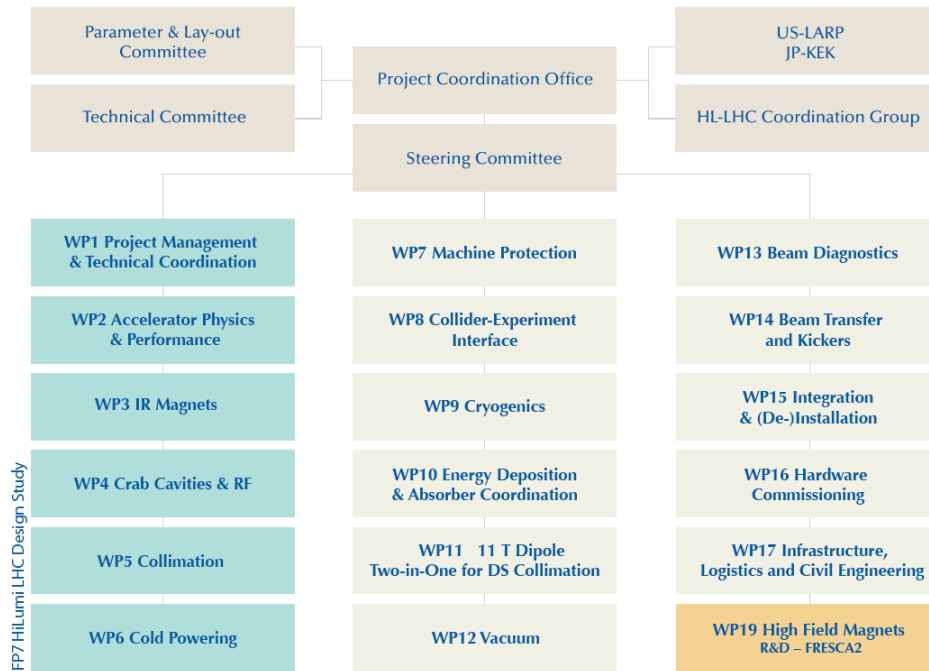 Parameter & Lay-out
Committee
Technical Committee
Project Coordination Office
Steering Committee
US-LARP
JP-KEK
HL-LHC Coordination Group
FP7 HiLumi LHC Design Study
WP1 Project Management
& Technical Coordination
WP2 Accelerator Physics
& Performance
WP3 IR Magnets
WP4 Crab Cavities & RF
WP5 Collimation
WP6 Cold Powering
WP7 Machine Protection
WP8 Collider-Experiment
Interface
WP9 Cryogenics
WP10 Energy Deposition
& Absorber Coordination
WP11 11 T Dipole
Two-in-One for DS Collimation
WP12 Vacuum
WP13 Beam Diagnostics
WP14 Beam Transfer
and Kickers
WP15 Integration
& (De-)Installation
WP16 Hardware
Commissioning
WP17 Infrastructure,
Logistics and Civil Engineering
WP19 High Field Magnets
R&D – FRESCA2